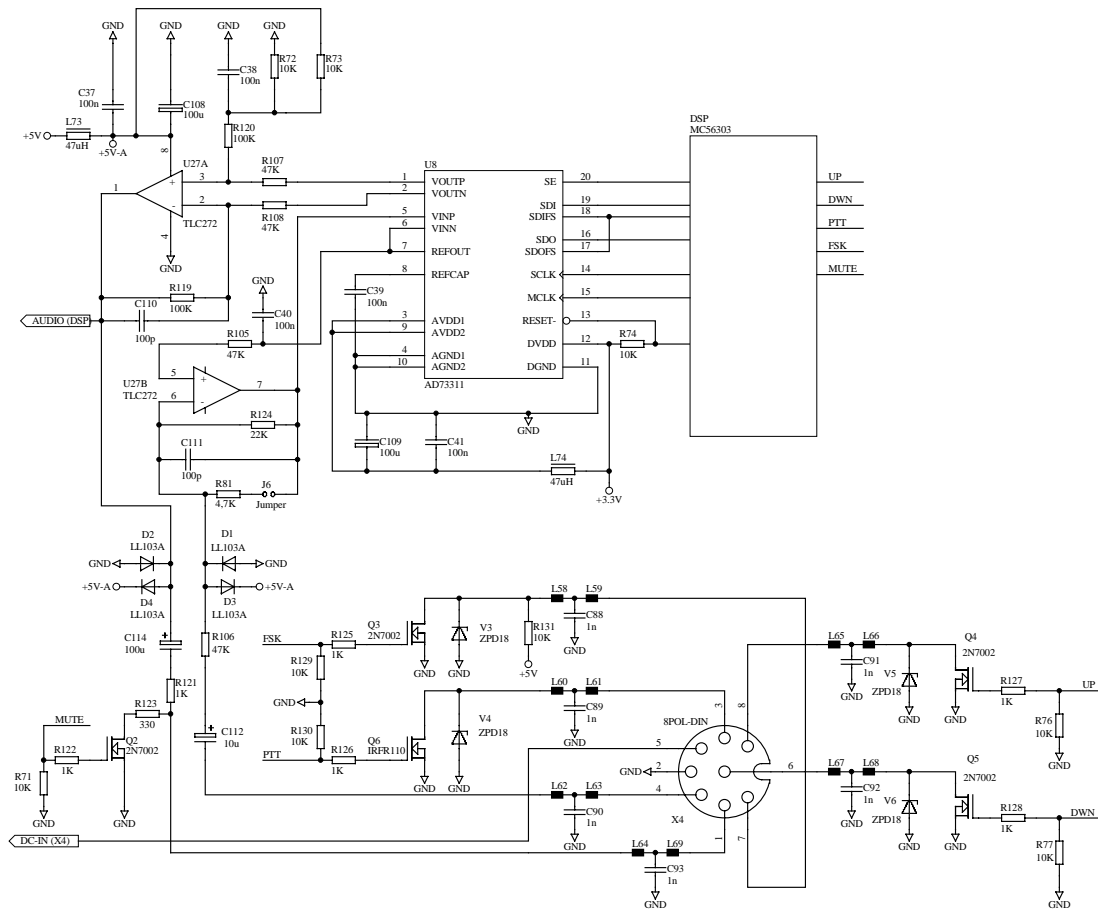 GND
GND
GND
GND
R72
10K
R73
10K
C38
100n
C37
100n
C108
100u
L73
+5V
47uH
+5V-A
R120
100K
8
U27A
1
3
2
+
-
TLC272
4
GND
R107
47K
R108
47K
U8
1
VOUTP
2
VOUTN
5
VINP
6
VINN
7
REFOUT
8
REFCAP
3
AVDD1
9
AVDD2
4
AGND1
10
AGND2
AD73311
SE
20
SDI
19
SDIFS
18
SDO
16
SDOFS
17
SCLK
14
MCLK
15
RESET-
13
DVDD
12
DGND
11
R74
10K
DSP
MC56303
UP
DWN
PTT
FSK
MUTE
R119
100K
C110
100p
AUDIO (DSP)
GND
C40
100n
C39
100n
R105
47K
U27B
TLC272
5
6
+
-
7
R124
22K
C111
100p
R81
4,7K
J6
Jumper
C109
100u
C41
100n
GND
L74
47uH
+3.3V
D2
LL103A
D1
LL103A
GND
GND
+5V-A
+5V-A
D4
LL103A
D3
LL103A
C114
100u
+
R106
47K
R121
1K
R123
330
MUTE
R122
1K
Q2
2N7002
R71
10K
GND
GND
C112
10u
+
DC-IN (X4)
FSK
R125
1K
R129
10K
GND
R130
10K
PTT
R126
1K
Q3
2N7002
V3
ZPD18
GND
GND
R131
10K
+5V
Q6
IRFR110
V4
ZPD18
GND
GND
L58
L59
C88
1n
GND
L60
L61
C89
1n
GND
L62
L63
C90
1n
GND
L64
L69
C93
1n
GND
8POL-DIN
X4
3
8
5
2
GND
4
6
1
7
L65
L66
C91
1n
GND
V5
ZPD18
GND
Q4
2N7002
GND
R127
1K
UP
R76
10K
GND
L67
L68
C92
1n
GND
V6
ZPD18
GND
Q5
2N7002
GND
R128
1K
DWN
R77
10K
GND